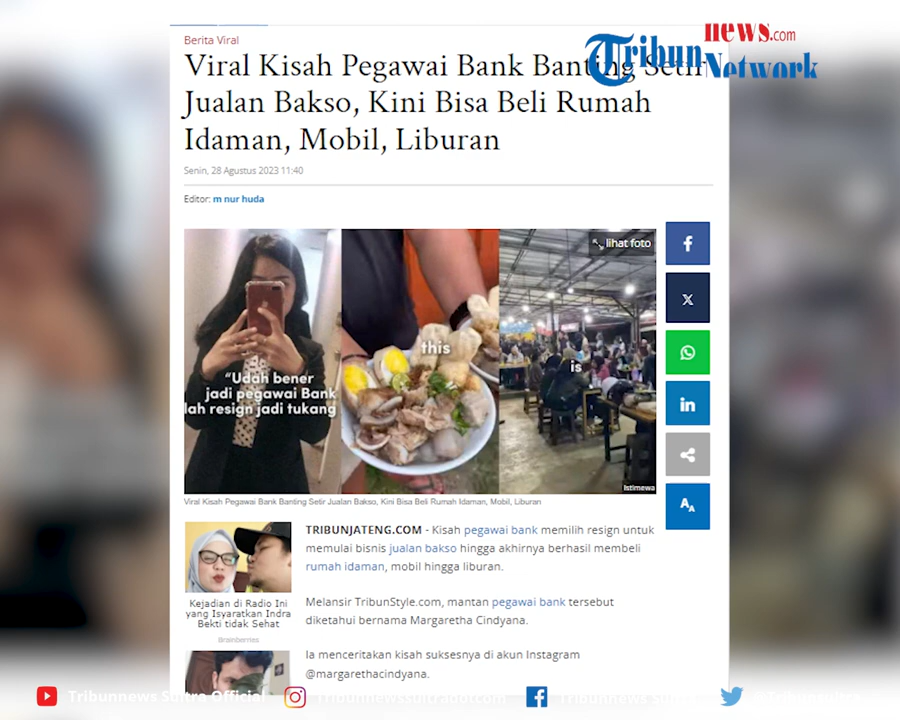 Berita Viral
news.com
Tribun Network
Viral Kisah Pegawai Bank Banting Setir
Jualan Bakso, Kini Bisa Beli Rumah
Idaman, Mobil, Liburan
Senin, 28 Agustus 2023 11:40
Editor: m nur huda
lihat foto
"Udah bener
jadi pegawai Bank
lah resign jadi tukang
this
is
Istimewa
Viral Kisah Pegawai Bank Banting Setir Jualan Bakso, Kini Bisa Beli Rumah Idaman, Mobil, Liburan
TRIBUNJATENG.COM - Kisah pegawai bank memilih resign untuk
memulai bisnis jualan bakso hingga akhirnya berhasil membeli
rumah idaman, mobil hingga liburan.
Melansir TribunStyle.com, mantan pegawai bank tersebut
diketahui bernama Margaretha Cindyana.
Ia menceritakan kisah suksesnya di akun Instagram
@margarethacindyana.
Kejadian di Radio Ini
yang Isyaratkan Indra
Bekti tidak Sehat
Brainberries
Tribunnews Sultra Official